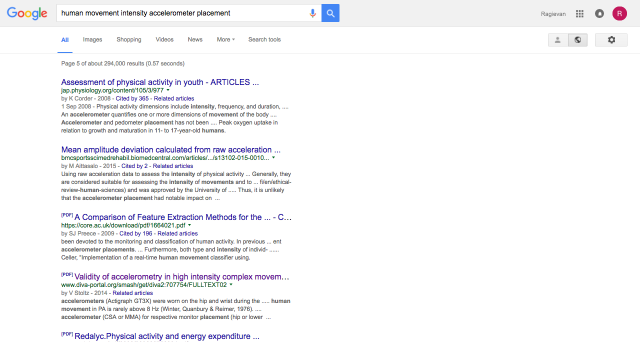 Google
human movement intensity accelerometer placement
Ragiavan
R
All Images Shopping Videos News More Search tools
Page 5 of about 294,000 results (0.57 seconds)
Assessment of physical activity in youth - ARTICLES ...
jap.physiology.org/content/105/3/977
by K Corder - 2008 - Cited by 365 - Related articles
1 Sep 2008 - Physical activity dimensions include intensity, frequency, and duration, ....
An accelerometer quantifies one or more dimensions of movement of the body ....
Accelerometer and pedometer placement has not been .... Peak oxygen uptake in
relation to growth and maturation in 11- to 17-year-old humans.
Mean amplitude deviation calculated from raw acceleration ...
bmcsportsscimedrehabil.biomedcentral.com/articles/.../s13102-015-0010...
by M Aittasalo - 2015 - Cited by 2 - Related articles
Using raw acceleration data to assess the intensity of physical activity ... Generally, they
are considered suitable for assessing the intensity of movements and to ... filren/ethical-
review-human-sciences) and was approved by the University of ..... Thus, it is unlikely
that the accelerometer placement had notable impact on ...
[PDF] A Comparison of Feature Extraction Methods for the ... - C...
https://core.ac.uk/download/pdf/1664021.pdf
by SJ Preece - 2009 - Cited by 196 - Related articles
been devoted to the monitoring and classification of human activity. In previous ... ent
accelerometer placements. ... Furthermore, both type and intensity of individ- ......
Celler, "Implementation of a real-time human movement classifier using.
[PDF] Validity of accelerometry in high intensity complex movem...
www.diva-portal.org/smash/get/diva2:707754/FULLTEXT02
by V Stoltz - 2014 - Related articles
accelerometers (Actigraph GT3X) were worn on the hip and wrist during the ..... human
movement in PA is rarely above 8 Hz (Winter, Quanbury & Reimer, 1976). ....
accelerometer (CSA or MMA) for respective monitor placement (hip or lower ...
[PDF] Redalyc.Physical activity and energy expenditure ...